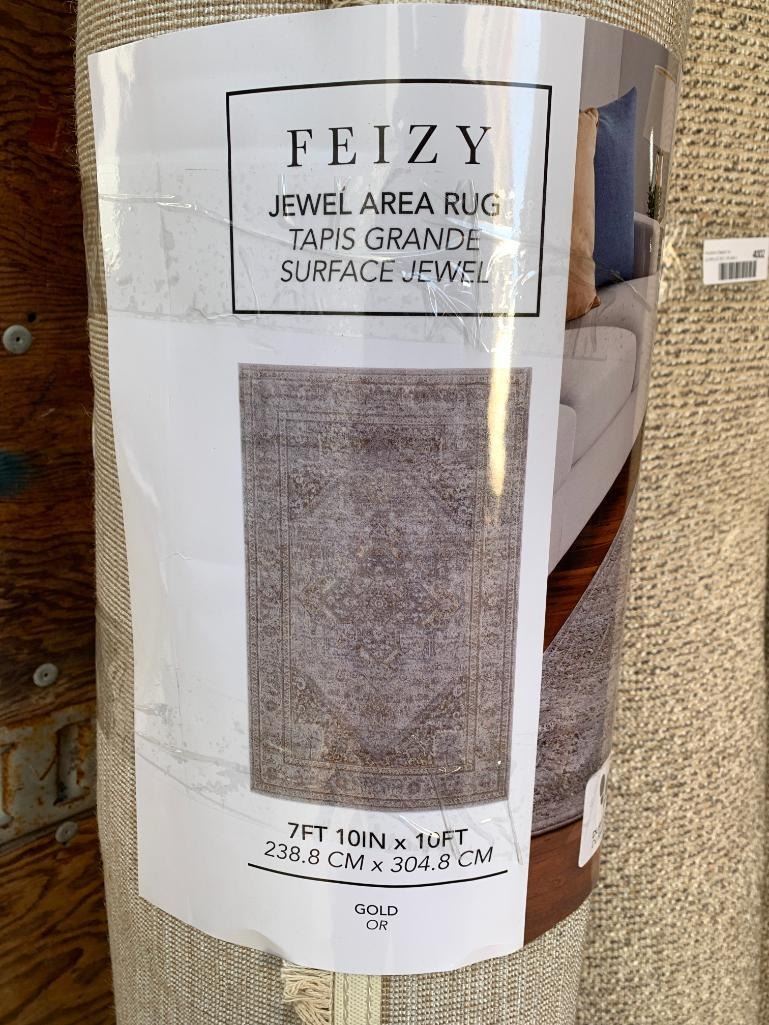 FEIZY
JEWEL AREA RUG
TAPIS GRANDE
SURFACE JEWEL
7FT 10IN x 10FT
238.8 CM x 304.8 CM
GOLD
OR
4002